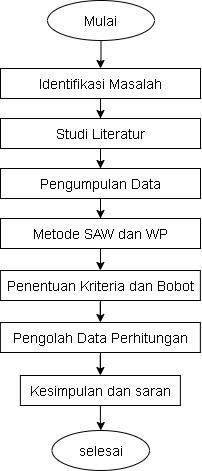 Mulai
Identifikasi Masalah
Studi Literatur
Pengumpulan Data
Metode SAW dan WP
Penentuan Kriteria dan Bobot
Pengolah Data Perhitungan
Kesimpulan dan saran
selesai